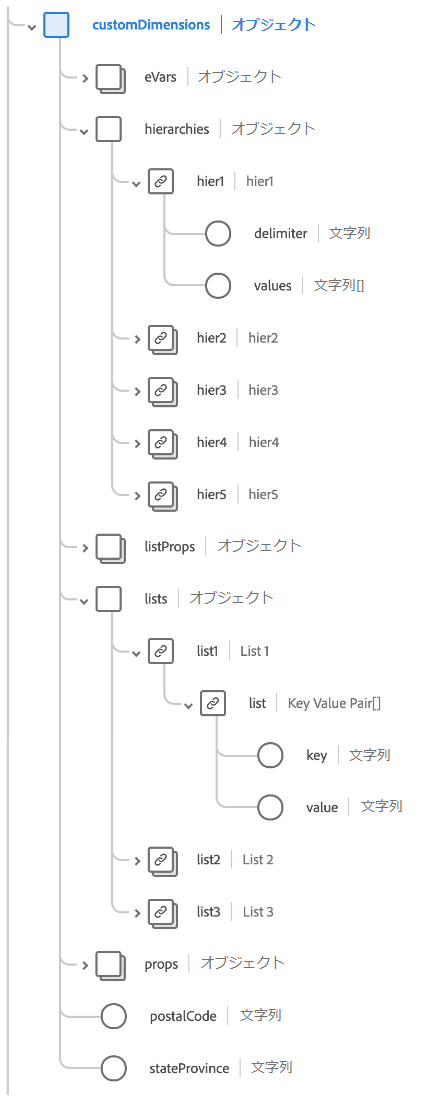 customDimensions オブジェクト
eVars オブジェクト
hierarchies オブジェクト
hier1 hier1
delimiter 文字列
values 文字列[]
hier2 hier2
hier3 hier3
hier4 hier4
hier5 hier5
listProps オブジェクト
lists オブジェクト
list1 List 1
list Key Value Pair[]
key 文字列
value 文字列
list2 List 2
list3 List 3
props オブジェクト
postalCode 文字列
stateProvince 文字列